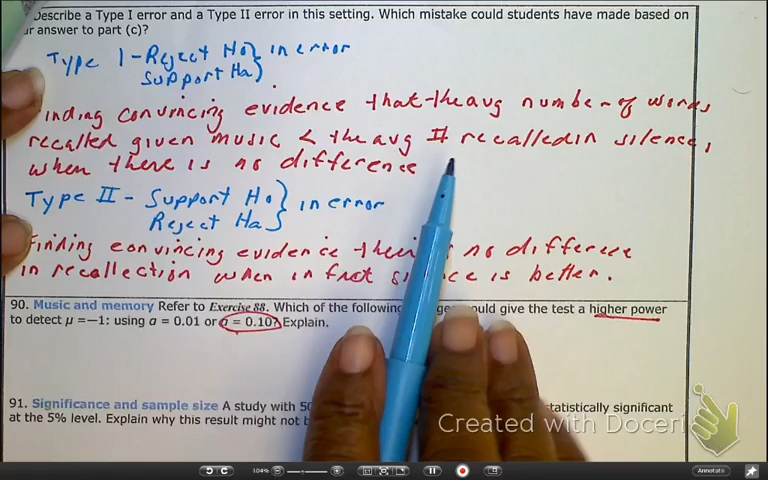 Describe a Type I error and a Type II error in this setting. Which mistake could students have made based on
ur answer to part (c)?
Type I - Reject Ho } in error
Support Ha
Finding convincing evidence that the avg number of words
recalled given music < the avg # recalled in silence,
when there is no difference
Type II - Support Ho } in error
Reject Ha
Finding convincing evidence no difference
in recollection when in fact silence is better.
90. Music and memory Refer to Exercise 88. Which of the following would give the test a higher power
to detect μ =−1: using α = 0.01 or α = 0.10? Explain.
91. Significance and sample size A study with 50 statistically significant
at the 5% level. Explain why this result might not b
Created with Doceri
104%
Annotate